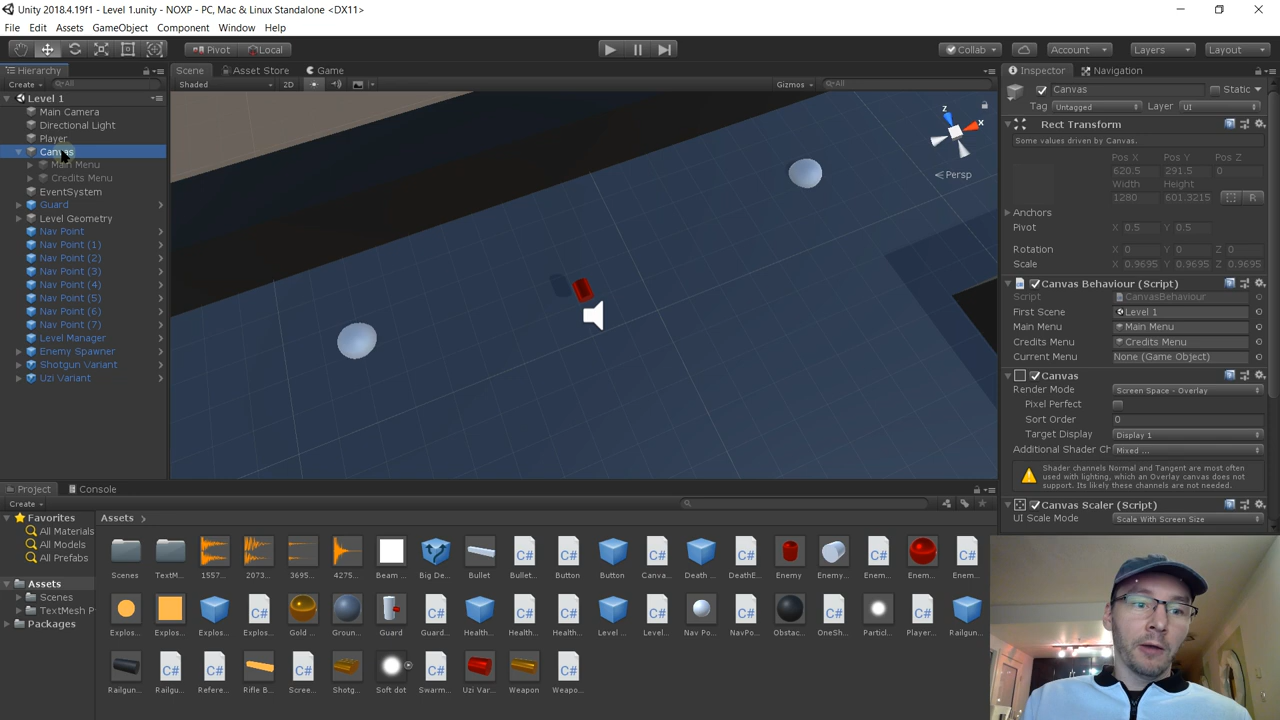 Unity 2018.4.19f1 - Level 1.unity - NOXP - PC, Mac & Linux Standalone <DX11>
File Edit Assets GameObject Component Window Help
Pivot Local Collab Account Layers Layout
Hierarchy
Create All
Level 1
Main Camera
Directional Light
Player
Canvas
Main Menu
Credits Menu
EventSystem
Guard
Level Geometry
Nav Point
Nav Point (1)
Nav Point (2)
Nav Point (3)
Nav Point (4)
Nav Point (5)
Nav Point (6)
Nav Point (7)
Level Manager
Enemy Spawner
Shotgun Variant
Uzi Variant
Scene Asset Store Game
Shaded 2D Gizmos All
z
x
Persp
Inspector Navigation
Canvas Static
Tag Untagged Layer UI
Rect Transform
Some values driven by Canvas.
Pos X Pos Y Pos Z
620.5 291.5 0
Width Height
1280 601.3215
R
Anchors
Pivot X 0.5 Y 0.5
Rotation X 0 Y 0 Z 0
Scale X 0.9695 Y 0.9695 Z 0.9695
Canvas Behaviour (Script)
Script CanvasBehaviour
First Scene Level 1
Main Menu Main Menu
Credits Menu Credits Menu
Current Menu None (Game Object)
Canvas
Render Mode Screen Space - Overlay
Pixel Perfect
Sort Order 0
Target Display Display 1
Additional Shader Ch Mixed ...
Shader channels Normal and Tangent are most often
used with lighting, which an Overlay canvas does not
support. Its likely these channels are not needed.
Canvas Scaler (Script)
UI Scale Mode Scale With Screen Size
Project Console
Create
Favorites
All Materials
All Models
All Prefabs
Assets
Scenes
TextMesh P
Packages
Assets
C# C# C# C# C# C#
Scenes TextM... 1557... 2073... 3695... 4275... Beam ... Big De... Bullet Bullet... Button Button Canva... Death ... DeathE... Enemy Enemy... Enem... Enem... Enem...
C# C# C# C# C# C# C# C#
Explos... Explos... Explos... Explos... Gold ... Groun... Guard Guard... Health... Health... Health... Level ... Level... Nav Po... NavPo... Obstac... OneSh... Particl... Player... Railgun...
C# C# C# C# C#
Railgun... Railgu... Refere... Rifle B... Scree... Shotg... Soft dot Swarm... Uzi Var... Weapon Weapo...